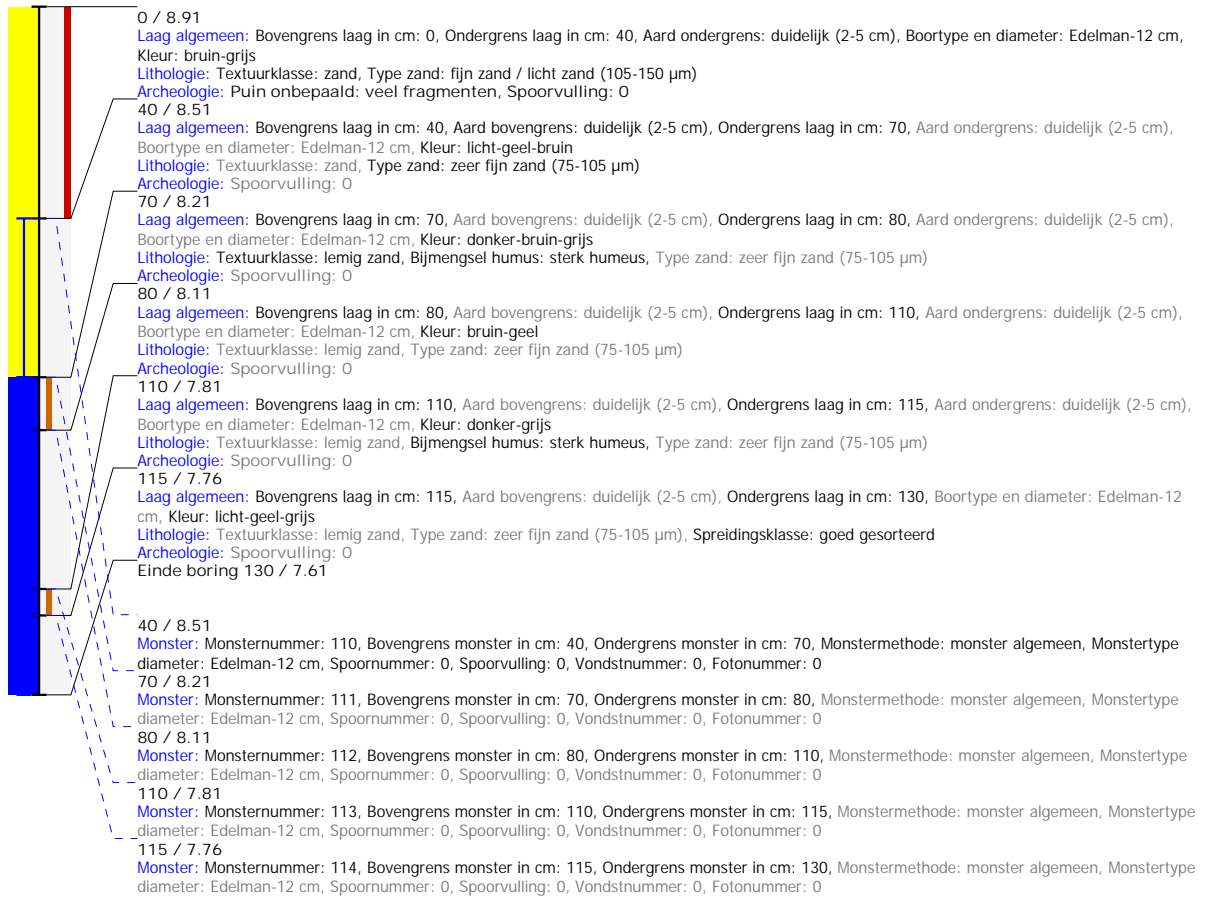 0 / 8.91
Laag algemeen: Bovengrens laag in cm: 0, Ondergrens laag in cm: 40, Aard ondergrens: duidelijk (2-5 cm), Boortype en diameter: Edelman-12 cm,
Kleur: bruin-grijs
Lithologie: Textuurklasse: zand, Type zand: fijn zand / licht zand (105-150 µm)
Archeologie: Puin onbepaald: veel fragmenten, Spoorvulling: 0
40 / 8.51
Laag algemeen: Bovengrens laag in cm: 40, Aard bovengrens: duidelijk (2-5 cm), Ondergrens laag in cm: 70, Aard ondergrens: duidelijk (2-5 cm),
Boortype en diameter: Edelman-12 cm, Kleur: licht-geel-bruin
Lithologie: Textuurklasse: zand, Type zand: zeer fijn zand (75-105 µm)
Archeologie: Spoorvulling: 0
70 / 8.21
Laag algemeen: Bovengrens laag in cm: 70, Aard bovengrens: duidelijk (2-5 cm), Ondergrens laag in cm: 80, Aard ondergrens: duidelijk (2-5 cm),
Boortype en diameter: Edelman-12 cm, Kleur: donker-bruin-grijs
Lithologie: Textuurklasse: lemig zand, Bijmengsel humus: sterk humeus, Type zand: zeer fijn zand (75-105 µm)
Archeologie: Spoorvulling: 0
80 / 8.11
Laag algemeen: Bovengrens laag in cm: 80, Aard bovengrens: duidelijk (2-5 cm), Ondergrens laag in cm: 110, Aard ondergrens: duidelijk (2-5 cm),
Boortype en diameter: Edelman-12 cm, Kleur: bruin-geel
Lithologie: Textuurklasse: lemig zand, Type zand: zeer fijn zand (75-105 µm)
Archeologie: Spoorvulling: 0
110 / 7.81
Laag algemeen: Bovengrens laag in cm: 110, Aard bovengrens: duidelijk (2-5 cm), Ondergrens laag in cm: 115, Aard ondergrens: duidelijk (2-5 cm),
Boortype en diameter: Edelman-12 cm, Kleur: donker-grijs
Lithologie: Textuurklasse: lemig zand, Bijmengsel humus: sterk humeus, Type zand: zeer fijn zand (75-105 µm)
Archeologie: Spoorvulling: 0
115 / 7.76
Laag algemeen: Bovengrens laag in cm: 115, Aard bovengrens: duidelijk (2-5 cm), Ondergrens laag in cm: 130, Boortype en diameter: Edelman-12
cm, Kleur: licht-geel-grijs
Lithologie: Textuurklasse: lemig zand, Type zand: zeer fijn zand (75-105 µm), Spreidingsklasse: goed gesorteerd
Archeologie: Spoorvulling: 0
Einde boring 130 / 7.61
40 / 8.51
Monster: Monsternummer: 110, Bovengrens monster in cm: 40, Ondergrens monster in cm: 70, Monstermethode: monster algemeen, Monstertype
diameter: Edelman-12 cm, Spoornummer: 0, Spoorvulling: 0, Vondstnummer: 0, Fotonummer: 0
70 / 8.21
Monster: Monsternummer: 111, Bovengrens monster in cm: 70, Ondergrens monster in cm: 80, Monstermethode: monster algemeen, Monstertype
diameter: Edelman-12 cm, Spoornummer: 0, Spoorvulling: 0, Vondstnummer: 0, Fotonummer: 0
80 / 8.11
Monster: Monsternummer: 112, Bovengrens monster in cm: 80, Ondergrens monster in cm: 110, Monstermethode: monster algemeen, Monstertype
diameter: Edelman-12 cm, Spoornummer: 0, Spoorvulling: 0, Vondstnummer: 0, Fotonummer: 0
110 / 7.81
Monster: Monsternummer: 113, Bovengrens monster in cm: 110, Ondergrens monster in cm: 115, Monstermethode: monster algemeen, Monstertype
diameter: Edelman-12 cm, Spoornummer: 0, Spoorvulling: 0, Vondstnummer: 0, Fotonummer: 0
115 / 7.76
Monster: Monsternummer: 114, Bovengrens monster in cm: 115, Ondergrens monster in cm: 130, Monstermethode: monster algemeen, Monstertype
diameter: Edelman-12 cm, Spoornummer: 0, Spoorvulling: 0, Vondstnummer: 0, Fotonummer: 0